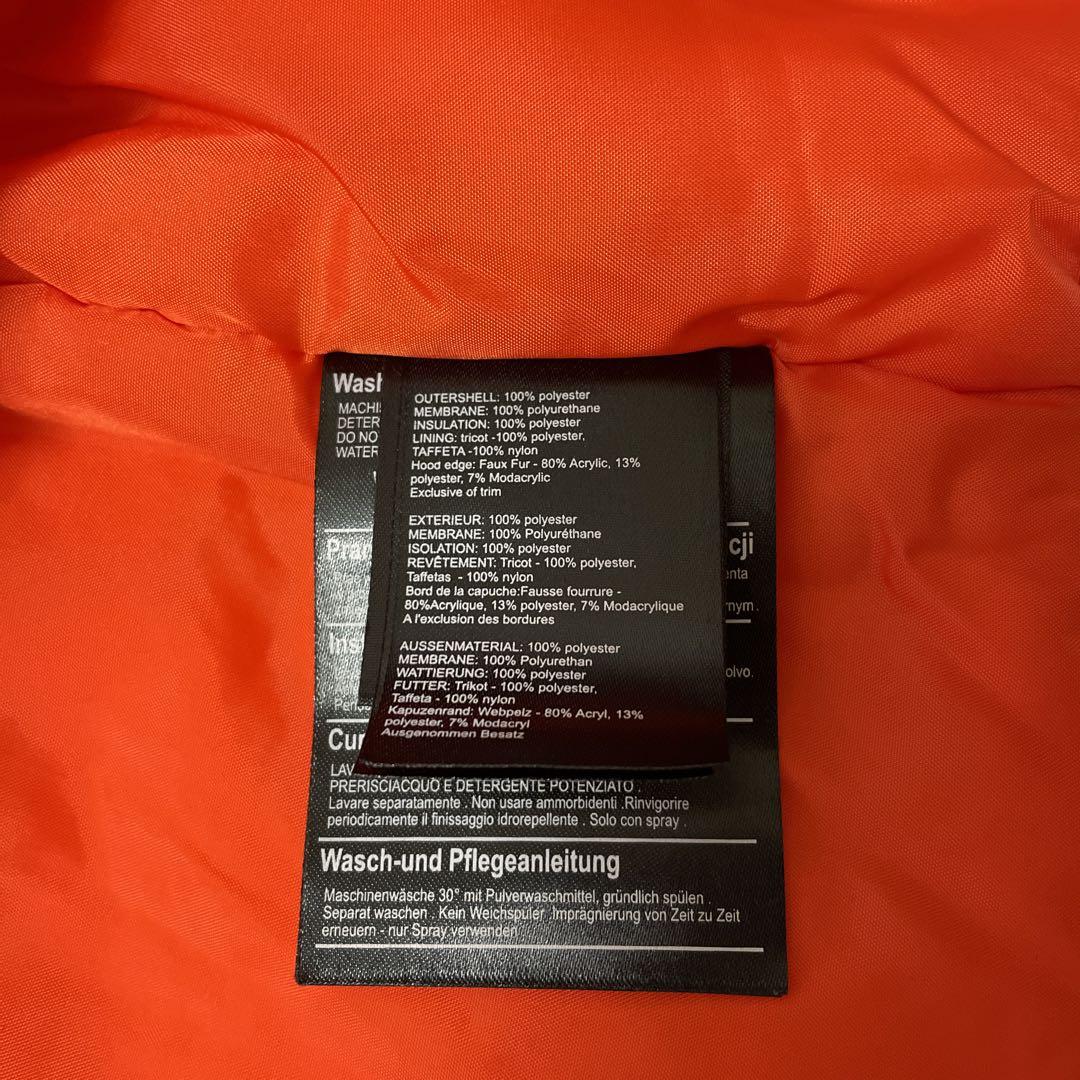 Wash
MACHI
DETER
DO NO
WATER
OUTERSHELL: 100% polyester
MEMBRANE: 100% polyurethane
INSULATION: 100% polyester
LINING: tricot -100% polyester,
TAFFETA -100% nylon
Hood edge: Faux Fur - 80% Acrylic, 13%
polyester, 7% Modacrylic
Exclusive of trim
EXTERIEUR: 100% polyester
MEMBRANE: 100% Polyuréthane
ISOLATION: 100% polyester
REVÊTEMENT: Tricot - 100% polyester,
Taffetas - 100% nylon
Bord de la capuche:Fausse fourrure -
80%Acrylique, 13% polyester, 7% Modacrylique
A l'exclusion des bordures
AUSSENMATERIAL: 100% polyester
MEMBRANE: 100% Polyurethan
WATTIERUNG: 100% polyester
FUTTER: Trikot - 100% polyester,
Taffeta - 100% nylon
Kapuzenrand: Webpelz - 80% Acryl, 13%
polyester, 7% Modacryl
Ausgenommen Besatz
Pra
cji
enta
mym.
Ins
olvo.
Cur
LAV
PRERISCIACQUO E DETERGENTE POTENZIATO .
Lavare separatamente . Non usare ammorbidenti .Rinvigorire
periodicamente il finissaggio idrorepellente . Solo con spray .
Wasch-und Pflegeanleitung
Maschinenwäsche 30° mit Pulverwaschmittel, gründlich spülen .
Separat waschen . Kein Weichspüler .Imprägnierung von Zeit zu Zeit
erneuern - nur Spray verwenden